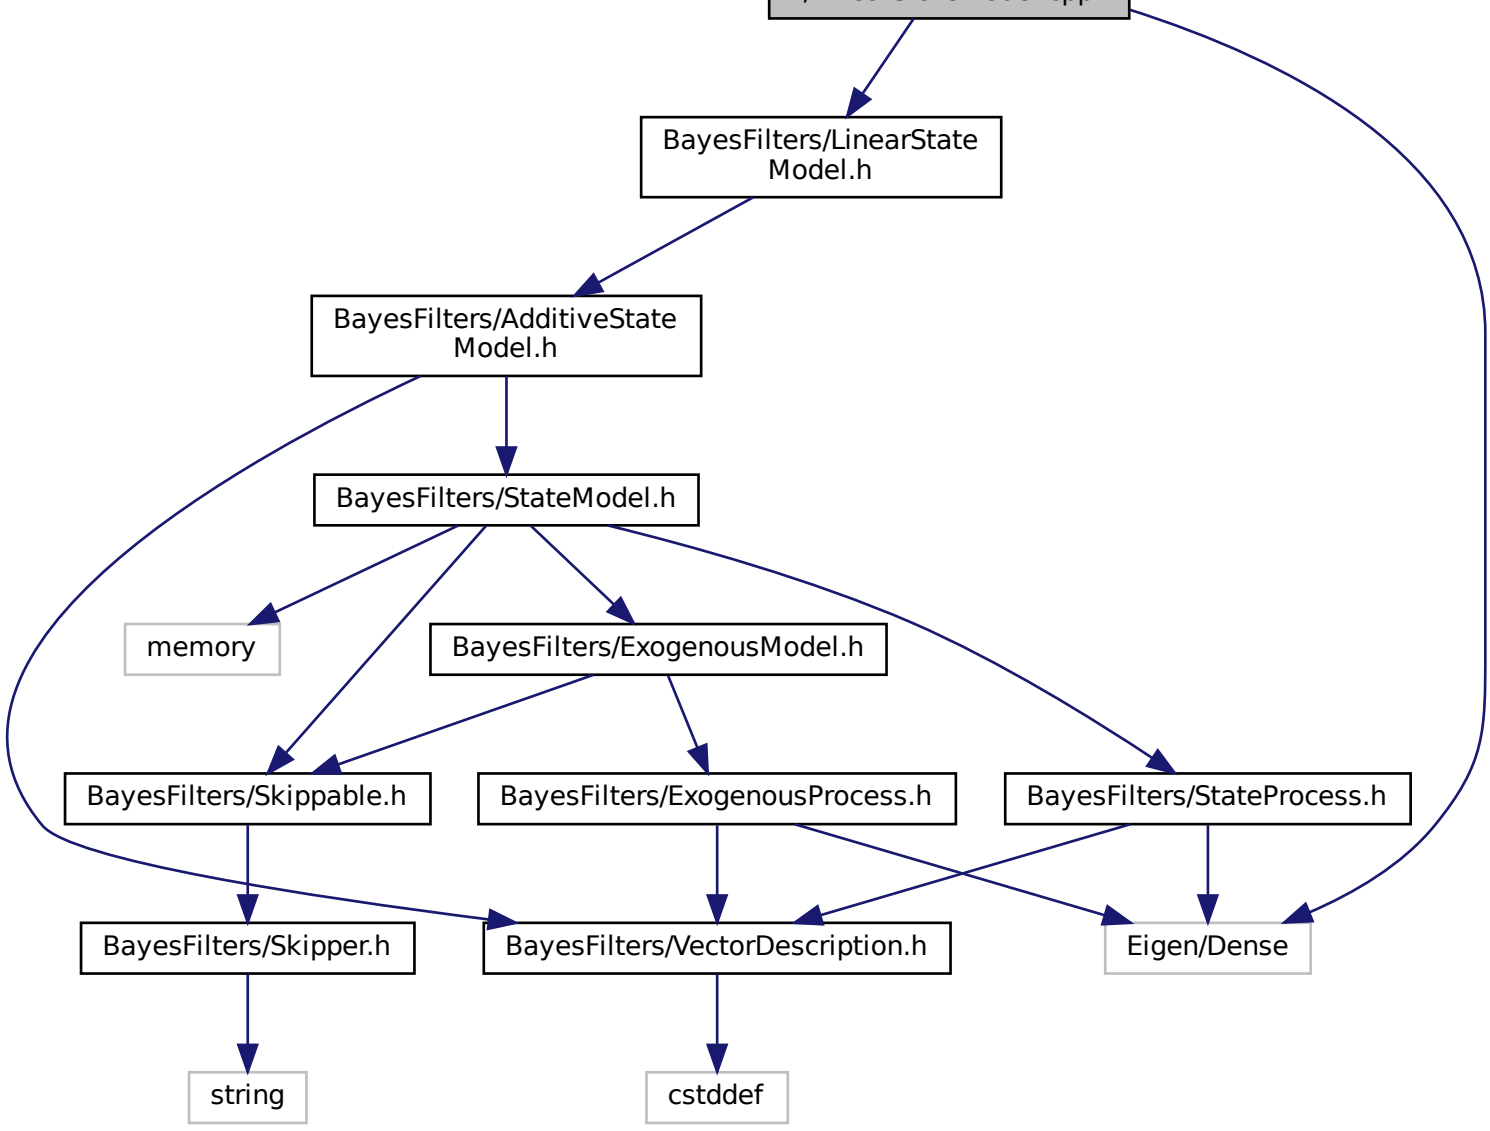 BayesFilters/LinearState
Model.h
BayesFilters/AdditiveState
Model.h
BayesFilters/StateModel.h
memory
BayesFilters/ExogenousModel.h
BayesFilters/Skippable.h
BayesFilters/ExogenousProcess.h
BayesFilters/StateProcess.h
BayesFilters/Skipper.h
BayesFilters/VectorDescription.h
Eigen/Dense
string
cstddef